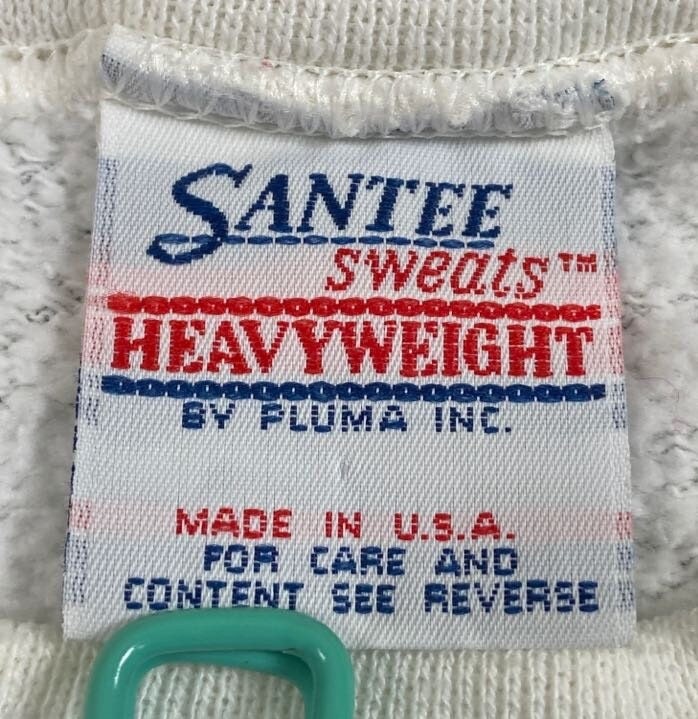 SANTEE
sweats™
HEAVYWEIGHT
BY PLUMA INC.
MADE IN U.S.A.
FOR CARE AND
CONTENT SEE REVERSE